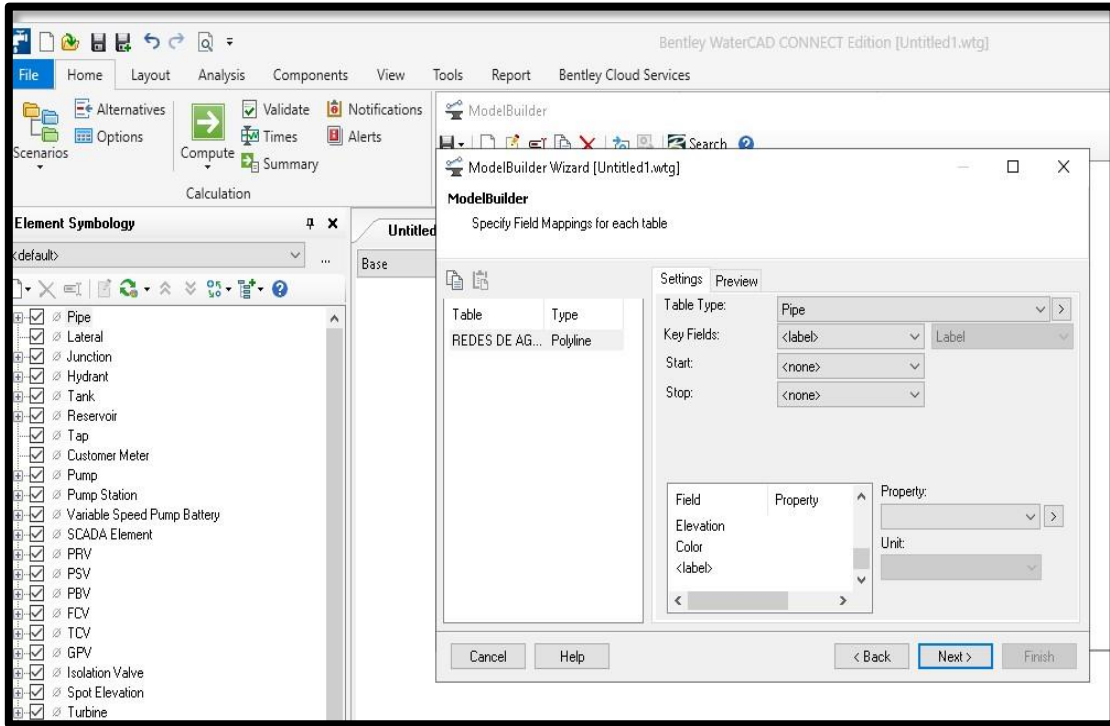 Bentley WaterCAD CONNECT Edition [Untitled1.wtg]
File Home Layout Analysis Components View Tools Report Bentley Cloud Services
Scenarios
Alternatives
Options
Compute
Validate
Times
Summary
Notifications
Alerts
Calculation
ModelBuilder
Search
Element Symbology
<default>
...
Pipe
Lateral
Junction
Hydrant
Tank
Reservoir
Tap
Customer Meter
Pump
Pump Station
Variable Speed Pump Battery
SCADA Element
PRV
PSV
PBV
FCV
TCV
GPV
Isolation Valve
Spot Elevation
Turbine
Untitled
Base
ModelBuilder Wizard [Untitled1.wtg]
ModelBuilder
Specify Field Mappings for each table
Table Type
REDES DE AG... Polyline
Settings Preview
Table Type: Pipe
Key Fields: <label> Label
Start: <none>
Stop: <none>
Field Property
Elevation
Color
<label>
Property:
Unit:
Cancel Help < Back Next > Finish